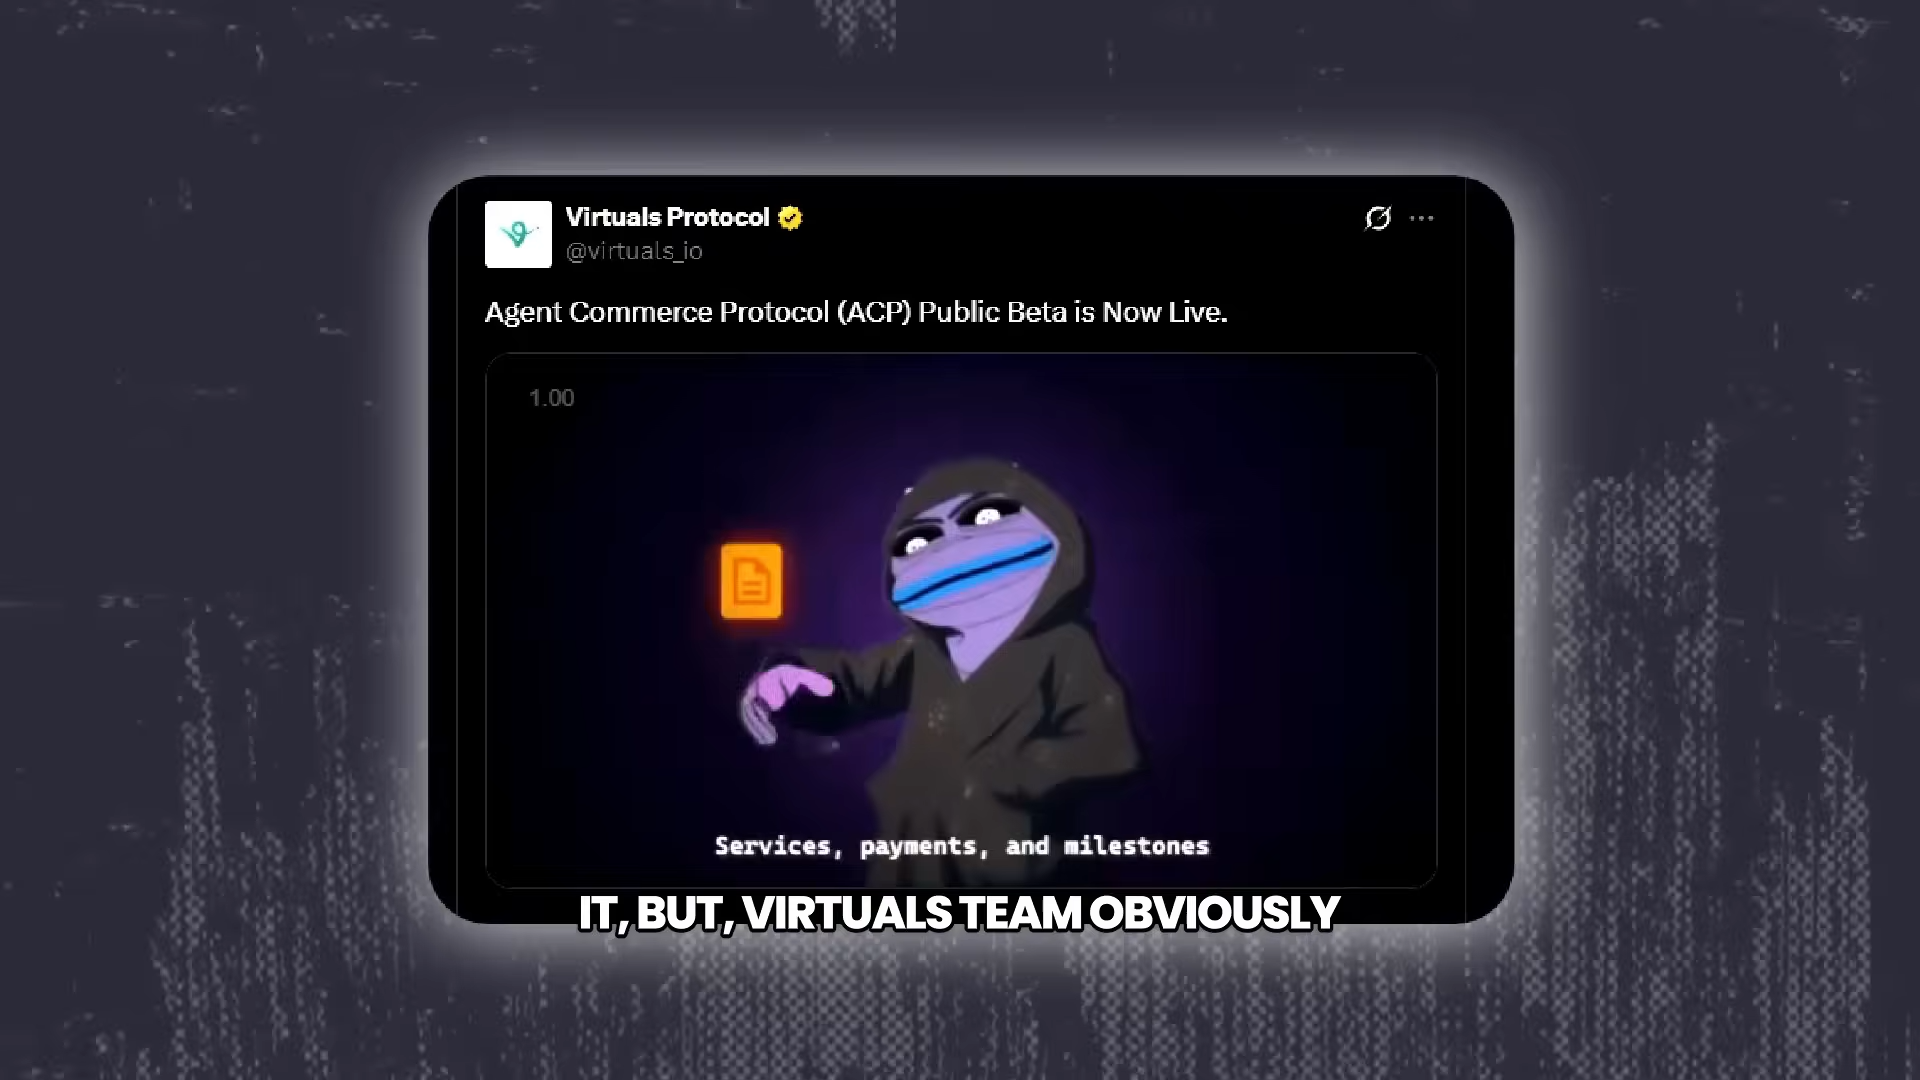 Virtuals Protocol
@virtuals_io
Agent Commerce Protocol (ACP) Public Beta is Now Live.
1.00
Services, payments, and milestones
IT, BUT, VIRTUALS TEAM OBVIOUSLY